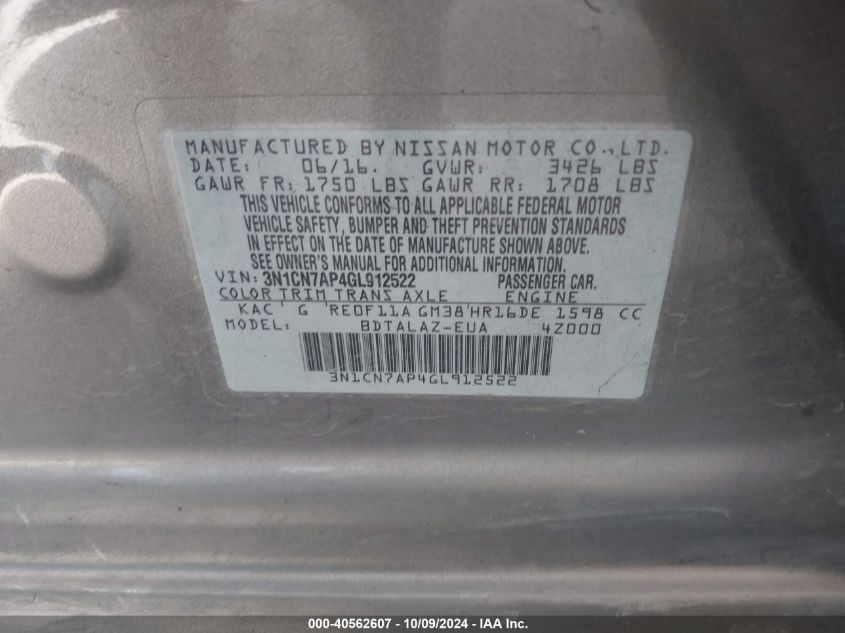 MANUFACTURED BY NISSAN MOTOR CO.,LTD.
DATE: 06/16. GVWR: 3426 LBS
GAWR FR: 1750 LBS GAWR RR: 1708 LBS
THIS VEHICLE CONFORMS TO ALL APPLICABLE FEDERAL MOTOR
VEHICLE SAFETY, BUMPER AND THEFT PREVENTION STANDARDS
IN EFFECT ON THE DATE OF MANUFACTURE SHOWN ABOVE.
SEE OWNER'S MANUAL FOR ADDITIONAL INFORMATION.
VIN: 3N1CN7AP4GL912522 PASSENGER CAR.
COLOR TRIM TRANS AXLE ENGINE
KAC' G 'RE0F11A GM38'HR16DE 1598 CC
MODEL: BDTALAZ-EUA 4Z000
3N1CN7AP4GL912522
000-40562607 - 10/09/2024 - IAA Inc.